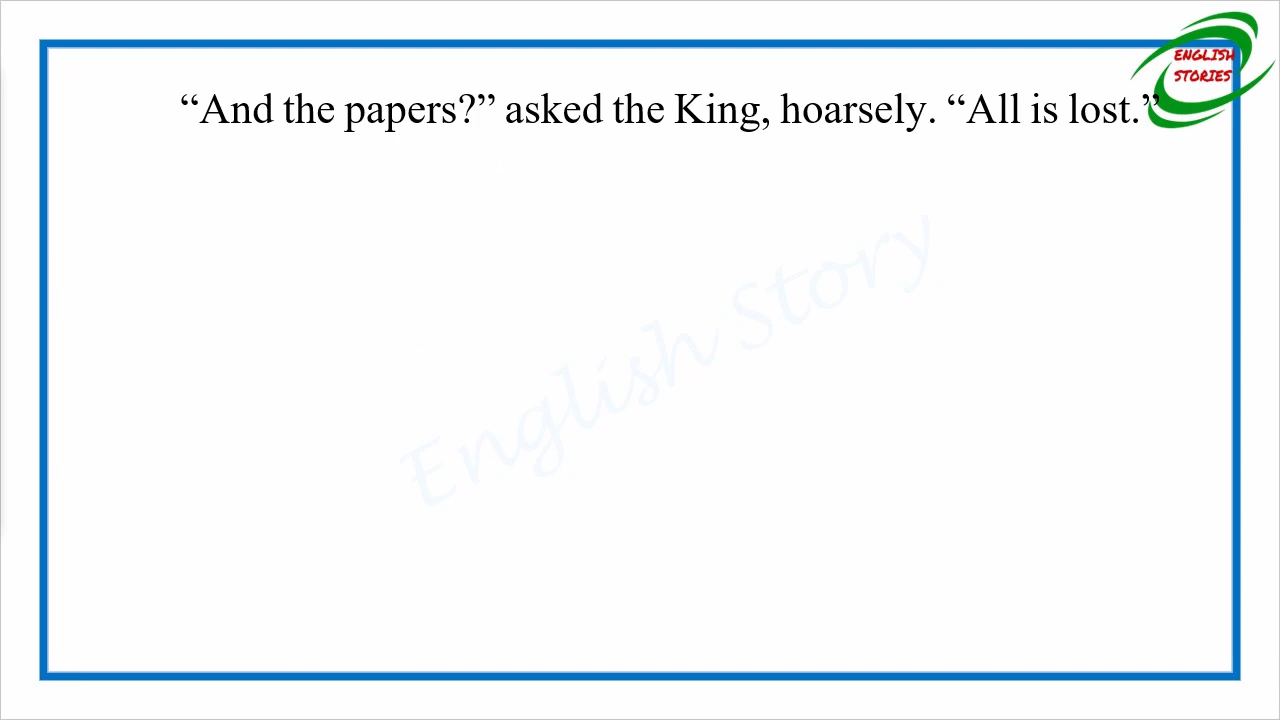 ENGLISH
STORIES
“And the papers?” asked the King, hoarsely. “All is lost.”
English Story